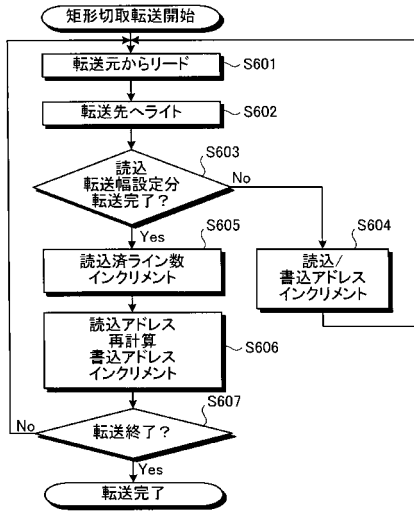 矩形切取転送開始
転送元からリード
S601
転送先へライト
S602
読込
転送幅設定分
転送完了？
S603
No
Yes
読込/
書込アドレス
インクリメント
S604
読込済ライン数
インクリメント
S605
読込アドレス
再計算
書込アドレス
インクリメント
S606
転送終了？
S607
No
Yes
転送完了